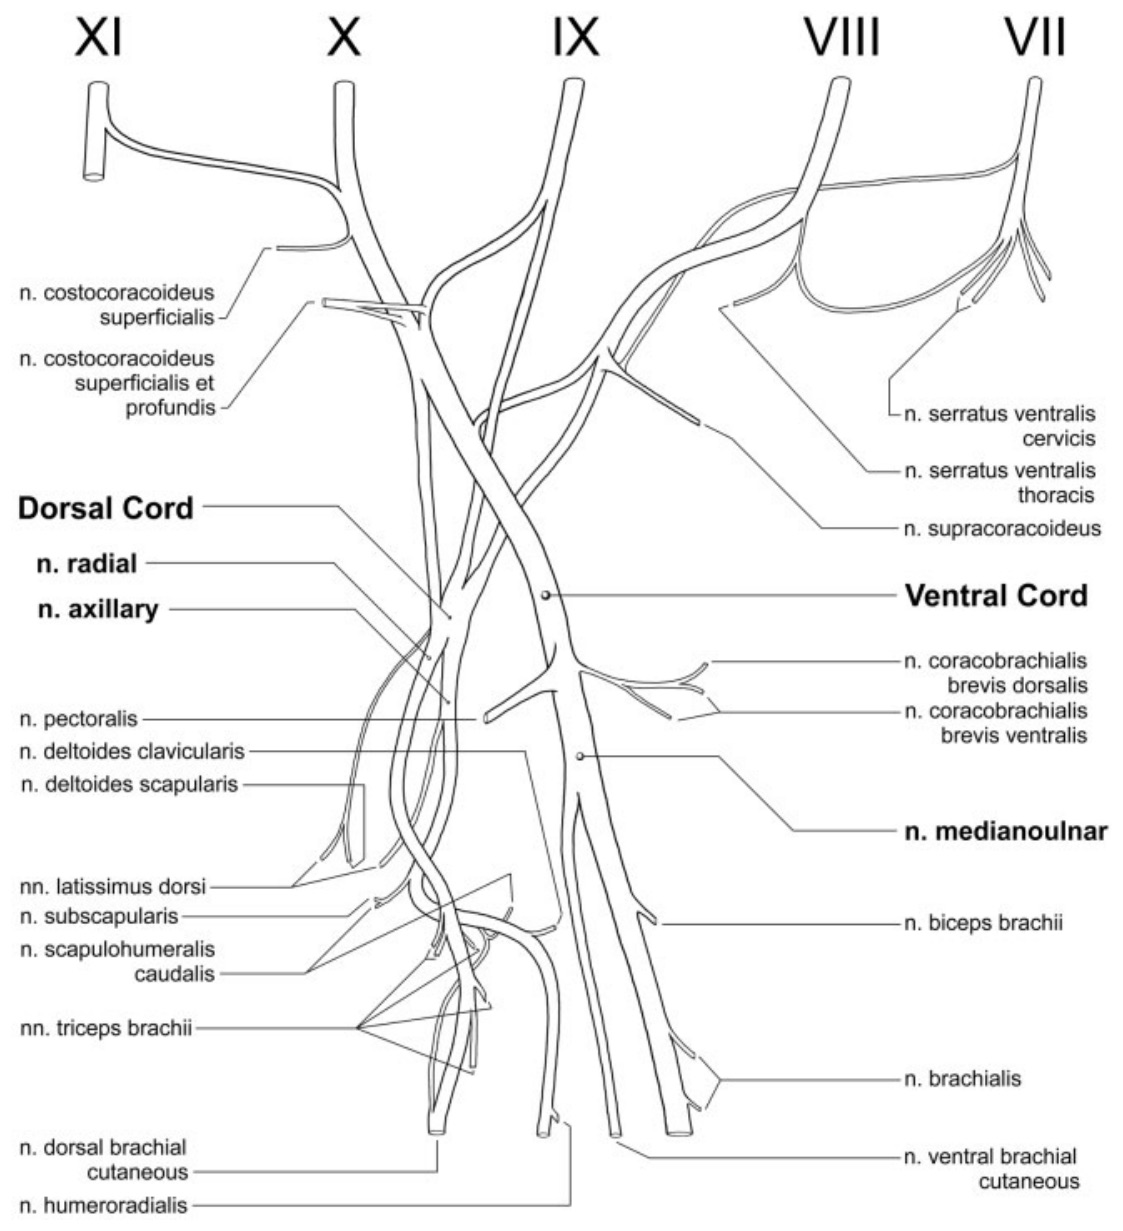 XI X IX VIII VII
n. costocoracoideus
superficialis
n. costocoracoideus
superficialis et
profundis
Dorsal Cord
n. radial
n. axillary
n. pectoralis
n. deltoides clavicularis
n. deltoides scapularis
nn. latissimus dorsi
n. subscapularis
n. scapulohumeralis
caudalis
nn. triceps brachii
n. dorsal brachial
cutaneous
n. humeroradialis
n. serratus ventralis
cervicis
n. serratus ventralis
thoracis
n. supracoracoideus
Ventral Cord
n. coracobrachialis
brevis dorsalis
n. coracobrachialis
brevis ventralis
n. medianoulnar
n. biceps brachii
n. brachialis
n. ventral brachial
cutaneous